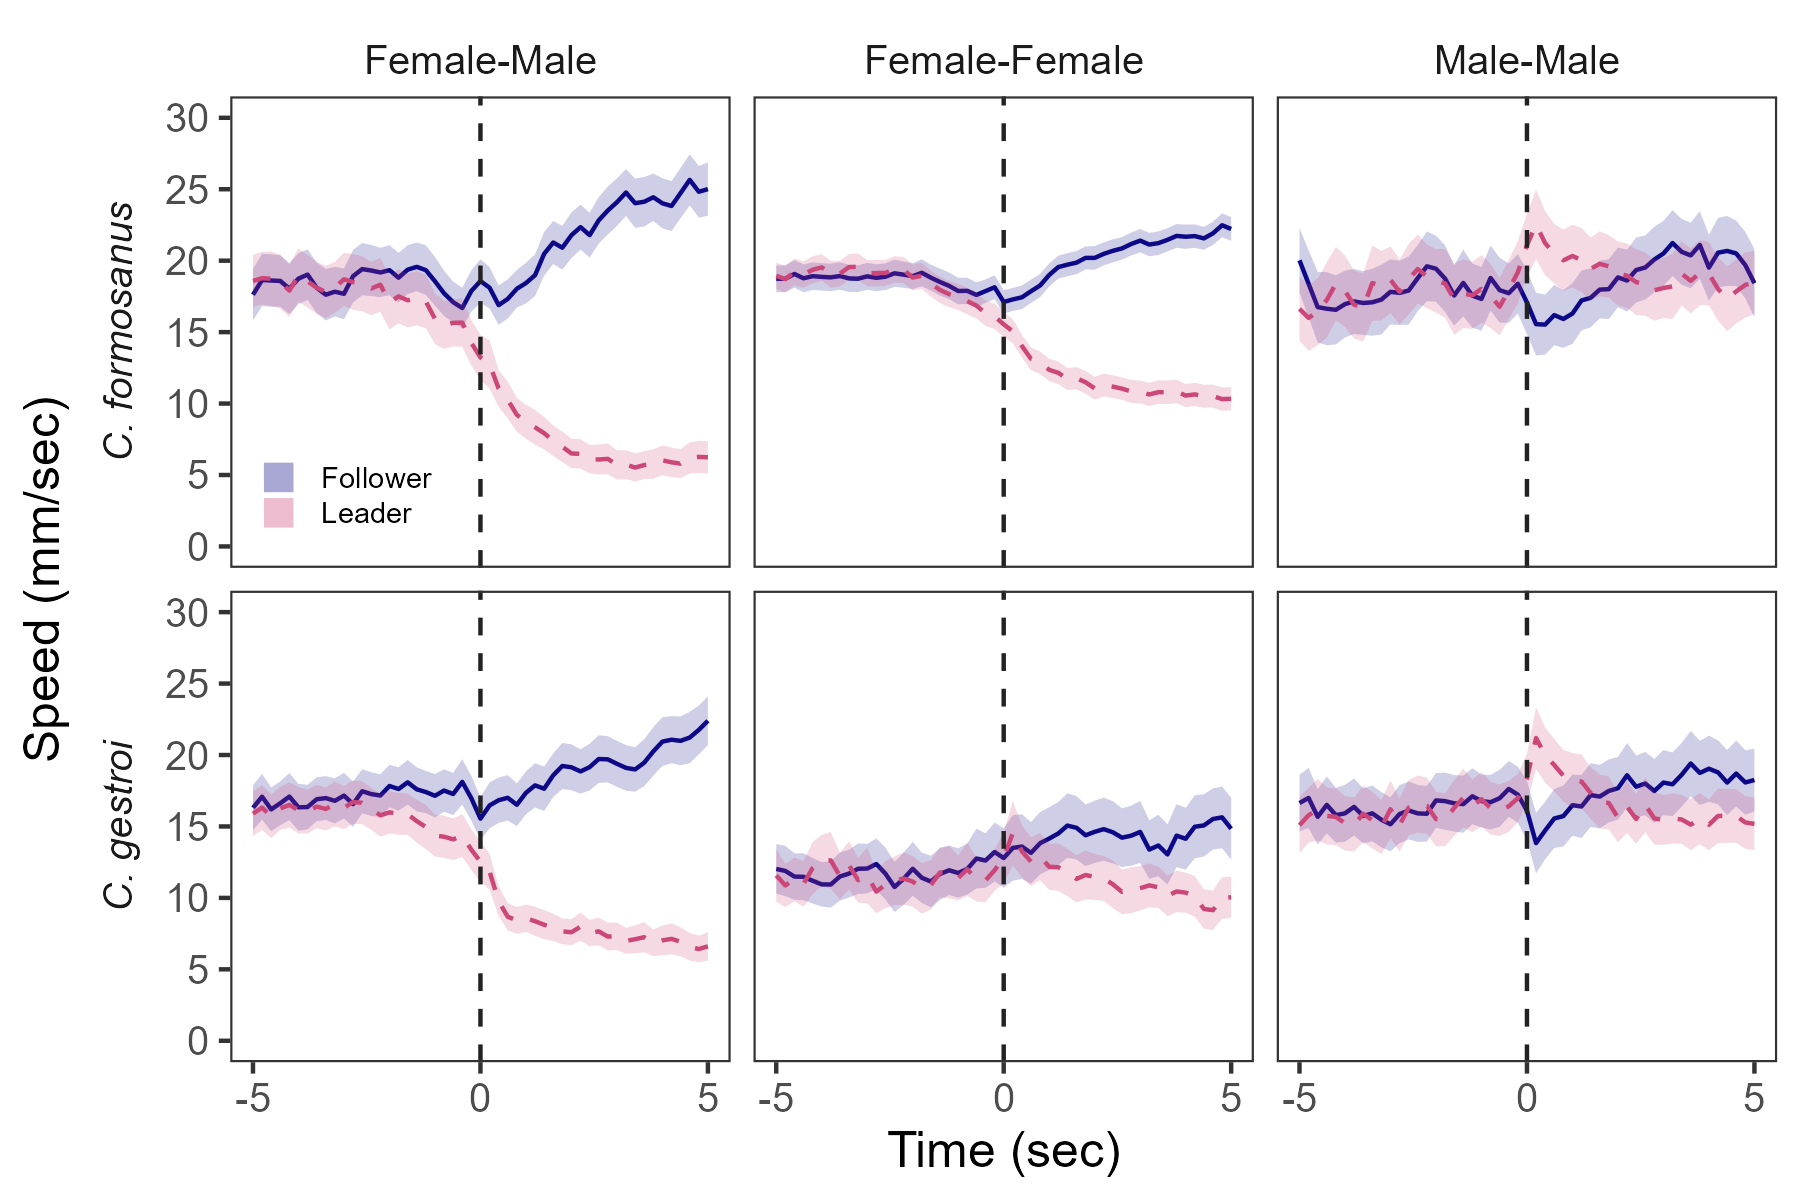 Female-Male
Female-Female
Male-Male
Speed (mm/sec)
C. formosanus
30
25
20
15
10
5
0
Follower
Leader
C. gestroi
30
25
20
15
10
5
0
-5 0 5
-5 0 5
-5 0 5
Time (sec)